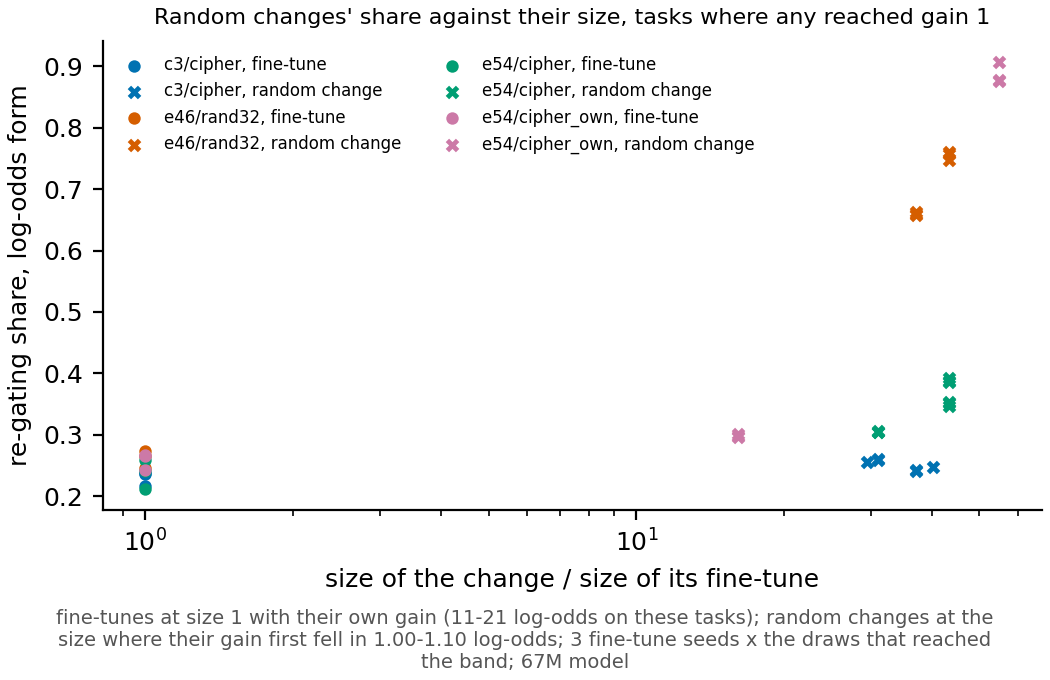 Random changes' share against their size, tasks where any reached gain 1
re-gating share, log-odds form
0.9
0.8
0.7
0.6
0.5
0.4
0.3
0.2
c3/cipher, fine-tune
c3/cipher, random change
e46/rand32, fine-tune
e46/rand32, random change
e54/cipher, fine-tune
e54/cipher, random change
e54/cipher_own, fine-tune
e54/cipher_own, random change
10⁰
10¹
size of the change / size of its fine-tune
fine-tunes at size 1 with their own gain (11-21 log-odds on these tasks); random changes at the
size where their gain first fell in 1.00-1.10 log-odds; 3 fine-tune seeds x the draws that reached
the band; 67M model